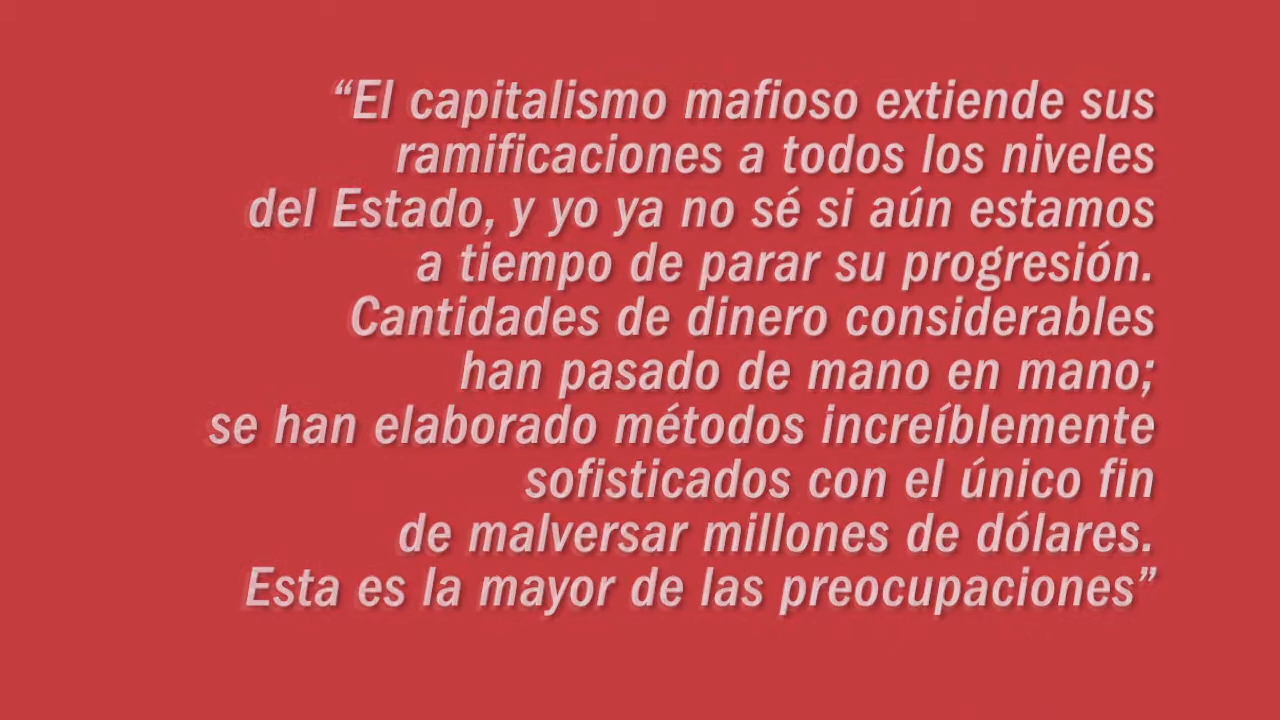 “El capitalismo mafioso extiende sus
ramificaciones a todos los niveles
del Estado, y yo ya no sé si aún estamos
a tiempo de parar su progresión.
Cantidades de dinero considerables
han pasado de mano en mano;
se han elaborado métodos increíblemente
sofisticados con el único fin
de malversar millones de dólares.
Esta es la mayor de las preocupaciones”